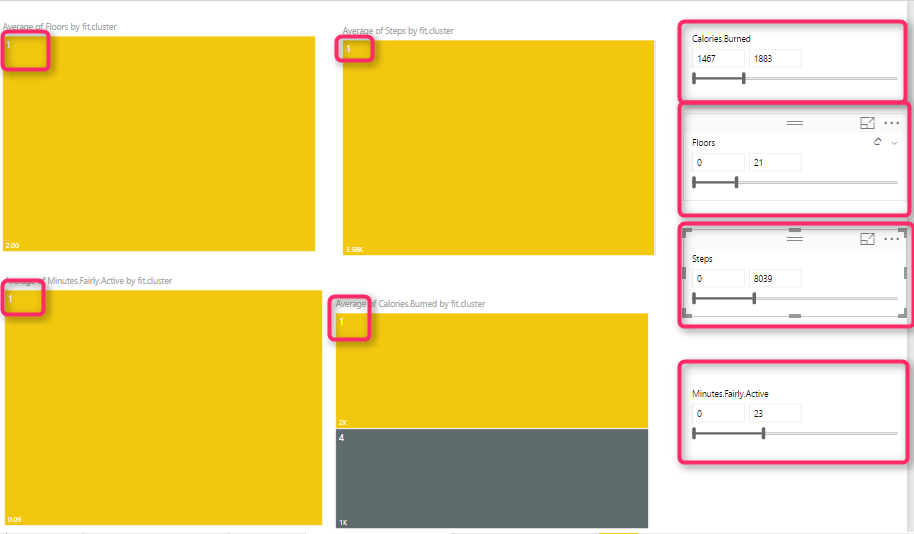 Average of Floors by fit.cluster
1
2.00
Average of Steps by fit.cluster
1
3.58K
Average of Minutes.Fairly.Active by fit.cluster
1
0.09
Average of Calories.Burned by fit.cluster
1
2K
4
1K
Calories.Burned
1467 1883
Floors
0 21
Steps
0 8039
Minutes.Fairly.Active
0 23